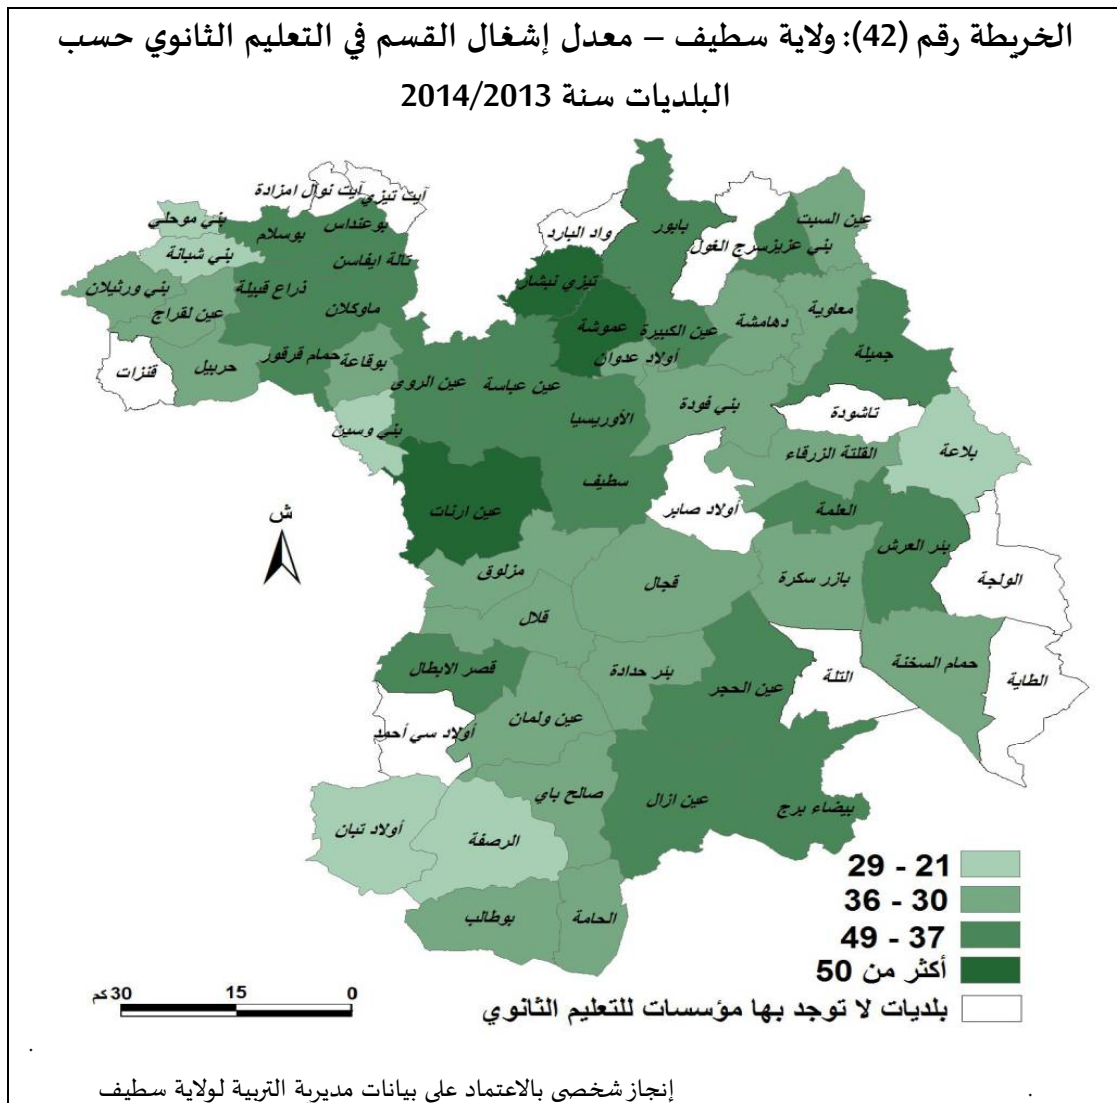 الخريطة رقم (42): ولاية سطيف – معدل إشغال القسم في التعليم الثانوي حسب
البلديات سنة 2014/2013
آيت تيزي
آيت نوال امزادة
بني موحلي
بوسلام
بوعنداس
بابور
عين السبت
واد البارد
سرج الغول
بني عزيز
بني شبانة
تالة ايفاسن
تيزي نبشار
بني ورثيلان
ذراع قبيلة
ماوكلان
عين لقراج
عموشة
عين الكبيرة
دهامشة
معاوية
جميلة
أولاد عدوان
قنزات
حربيل
حمام قرقور
بوقاعة
عين الروى
عين عباسة
الأوريسيا
بني فودة
تاشودة
بني وسين
القلتة الزرقاء
بلاعة
سطيف
عين ارنات
أولاد صابر
العلمة
بئر العرش
ش
مزلوق
قجال
بازر سكرة
الولجة
قلال
قصر الابطال
بئر حدادة
عين الحجر
التلة
حمام السخنة
الطاية
أولاد سي أحمد
عين ولمان
صالح باي
عين ازال
بيضاء برج
أولاد تبان
الرصفة
بوطالب
الحامة
29 - 21
36 - 30
49 - 37
أكثر من 50
بلديات لا توجد بها مؤسسات للتعليم الثانوي
0 15 30 كم
إنجاز شخصي بالاعتماد على بيانات مديرية التربية لولاية سطيف